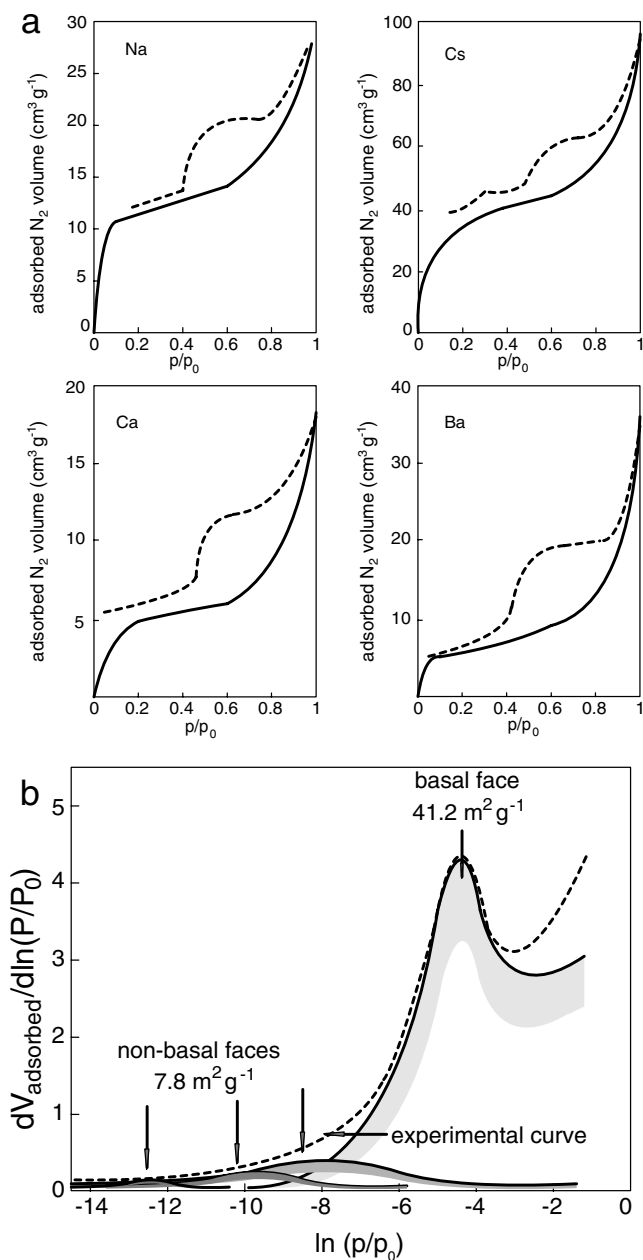 a
Na
adsorbed N₂ volume (cm³ g⁻¹)
30
25
20
15
10
5
0
0 0.2 0.4 0.6 0.8 1
p/p₀
Cs
adsorbed N₂ volume (cm³ g⁻¹)
100
80
60
40
20
0
0 0.2 0.4 0.6 0.8 1
p/p₀
Ca
adsorbed N₂ volume (cm³ g⁻¹)
20
15
10
5
0
0 0.2 0.4 0.6 0.8 1
p/p₀
Ba
adsorbed N₂ volume (cm³ g⁻¹)
40
30
20
10
0 0.2 0.4 0.6 0.8 1
p/p₀
b
basal face
41.2 m² g⁻¹
non-basal faces
7.8 m² g⁻¹
experimental curve
dV adsorbed/dln(P/P₀)
5
4
3
2
1
0
-14 -12 -10 -8 -6 -4 -2 0
ln (p/p₀)